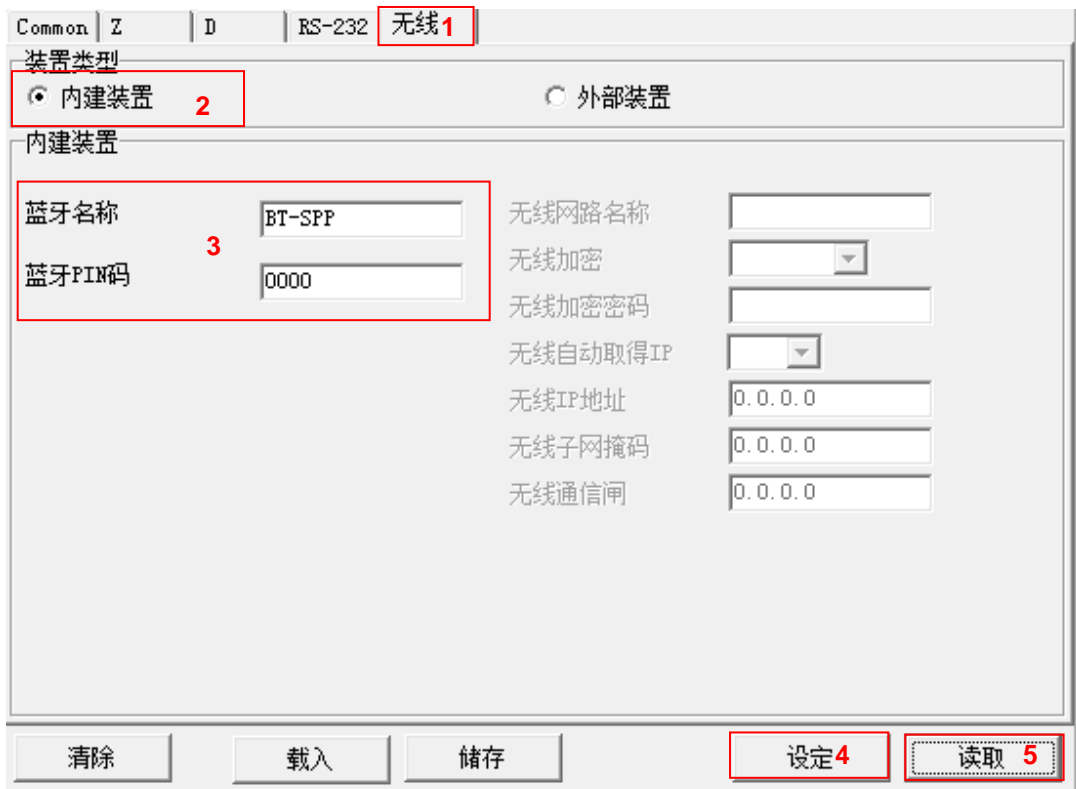 Common Z D RS-232 无线1
装置类型
内建装置 2 外部装置
内建装置
蓝牙名称 BT-SPP
3
蓝牙PIN码 0000
无线网路名称
无线加密
无线加密密码
无线自动取得IP
无线IP地址 0.0.0.0
无线子网掩码 0.0.0.0
无线通信闸 0.0.0.0
清除 载入 储存 设定4 读取 5